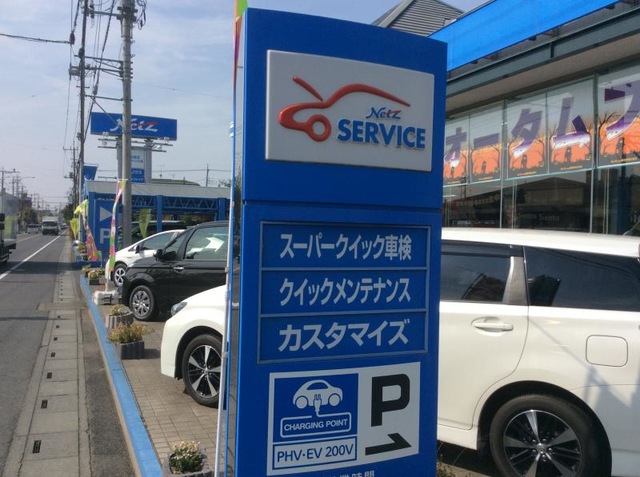 Netz
SERVICE
スーパークイック車検
クイックメンテナンス
カスタマイズ
CHARGING POINT
PHV・EV 200V
P
Netz
P
オータムフ